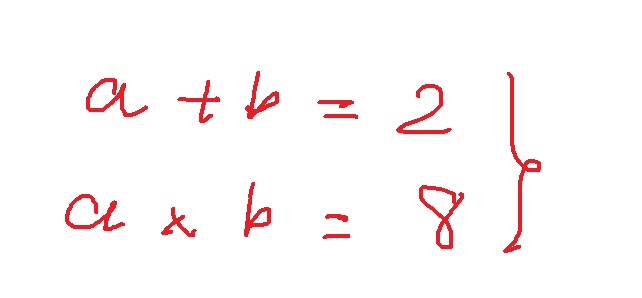 a + b = 2
a × b = 8